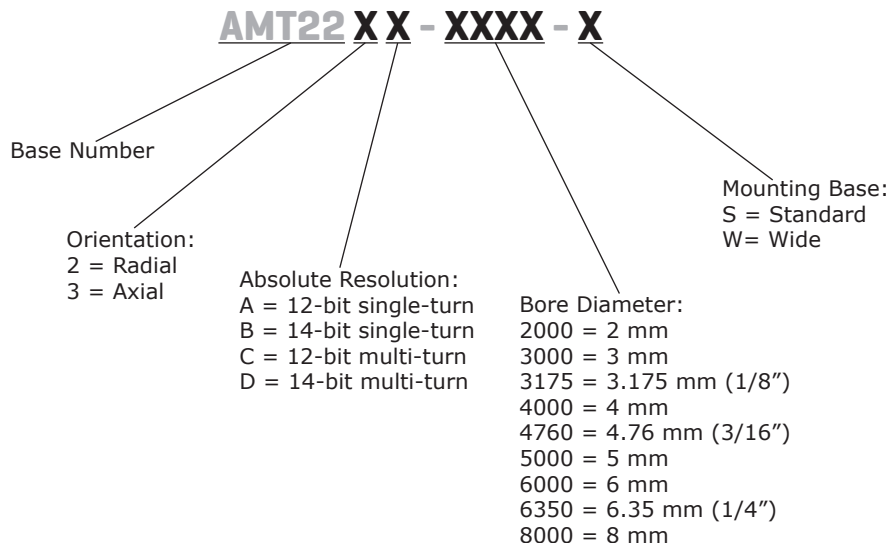 AMT22XX-XXXX-X
Base Number
Orientation:
2 = Radial
3 = Axial
Absolute Resolution:
A = 12-bit single-turn
B = 14-bit single-turn
C = 12-bit multi-turn
D = 14-bit multi-turn
Bore Diameter:
2000 = 2 mm
3000 = 3 mm
3175 = 3.175 mm (1/8″)
4000 = 4 mm
4760 = 4.76 mm (3/16″)
5000 = 5 mm
6000 = 6 mm
6350 = 6.35 mm (1/4″)
8000 = 8 mm
Mounting Base:
S = Standard
W= Wide